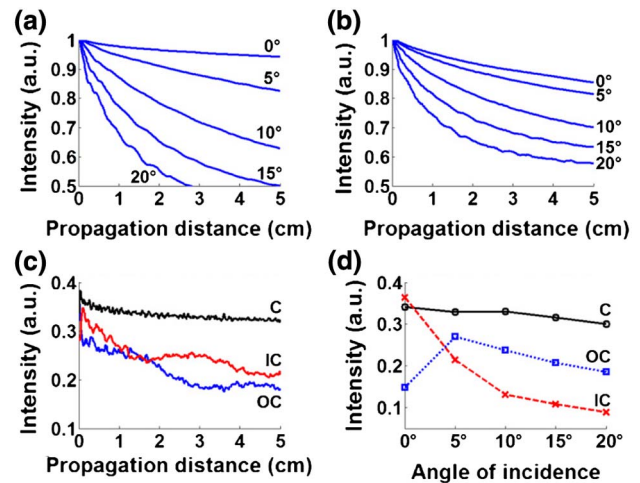 (a)
Intensity (a.u.)
1
0.9
0.8
0.7
0.6
0.5
0°
5°
10°
15°
20°
0 1 2 3 4 5
Propagation distance (cm)
(b)
Intensity (a.u.)
1
0.9
0.8
0.7
0.6
0.5
0°
5°
10°
15°
20°
0 1 2 3 4 5
Propagation distance (cm)
(c)
Intensity (a.u.)
0.4
0.3
0.2
0.1
C
IC
OC
0 1 2 3 4 5
Propagation distance (cm)
(d)
Intensity (a.u.)
0.4
0.3
0.2
0.1
C
OC
IC
0° 5° 10° 15° 20°
Angle of incidence